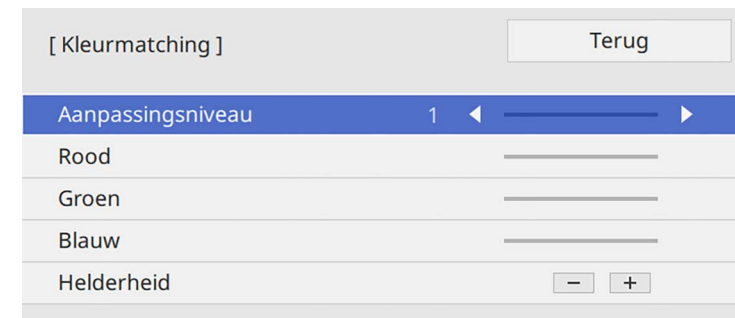 [ Kleurmatching ] Terug
Aanpassingsniveau 1
Rood
Groen
Blauw
Helderheid - +